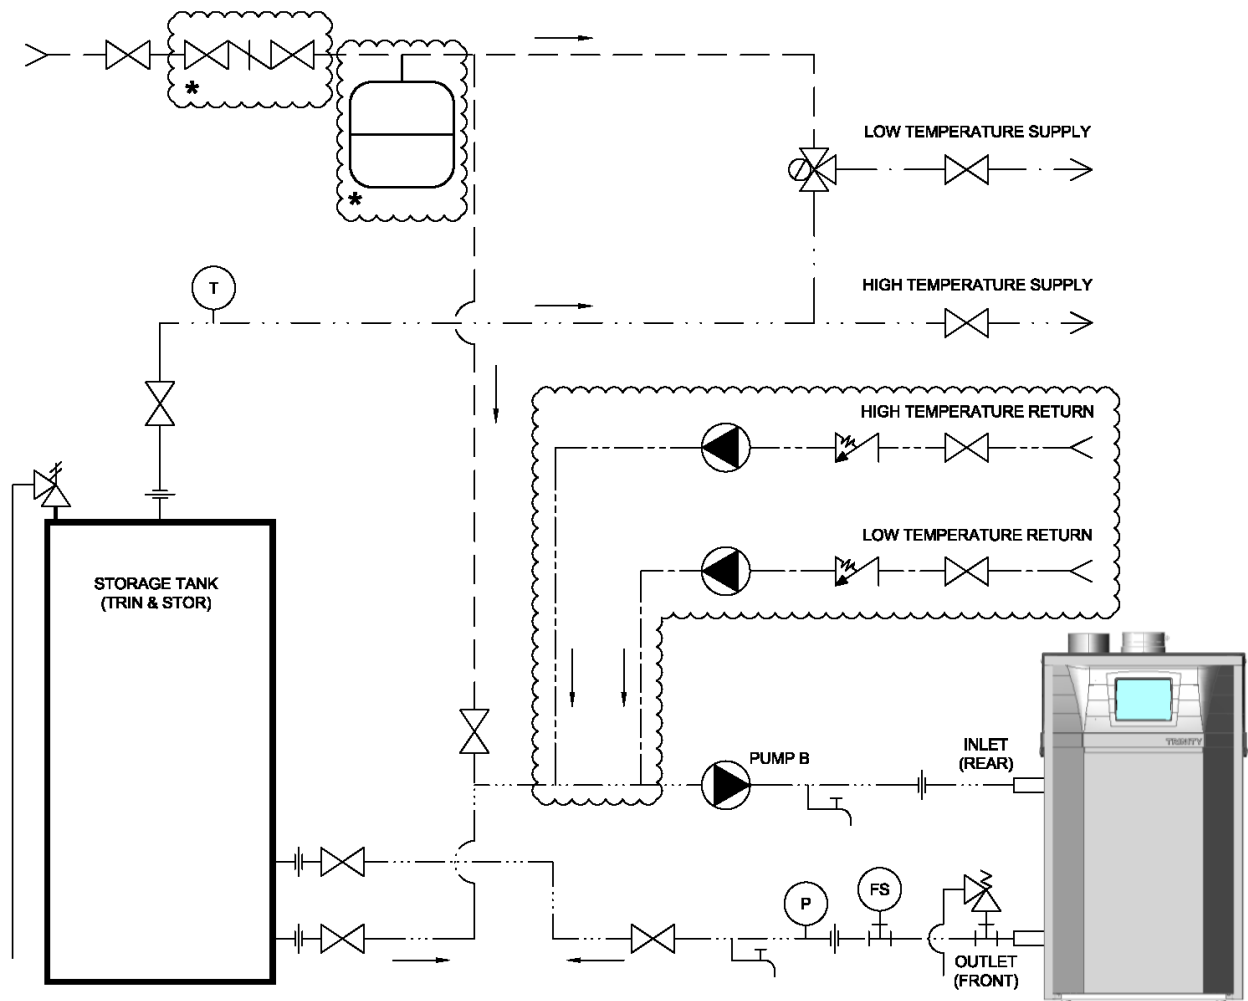 *
*
LOW TEMPERATURE SUPPLY
T
HIGH TEMPERATURE SUPPLY
HIGH TEMPERATURE RETURN
LOW TEMPERATURE RETURN
STORAGE TANK
(TRIN & STOR)
PUMP B
INLET
(REAR)
TRINITY
P
FS
OUTLET
(FRONT)